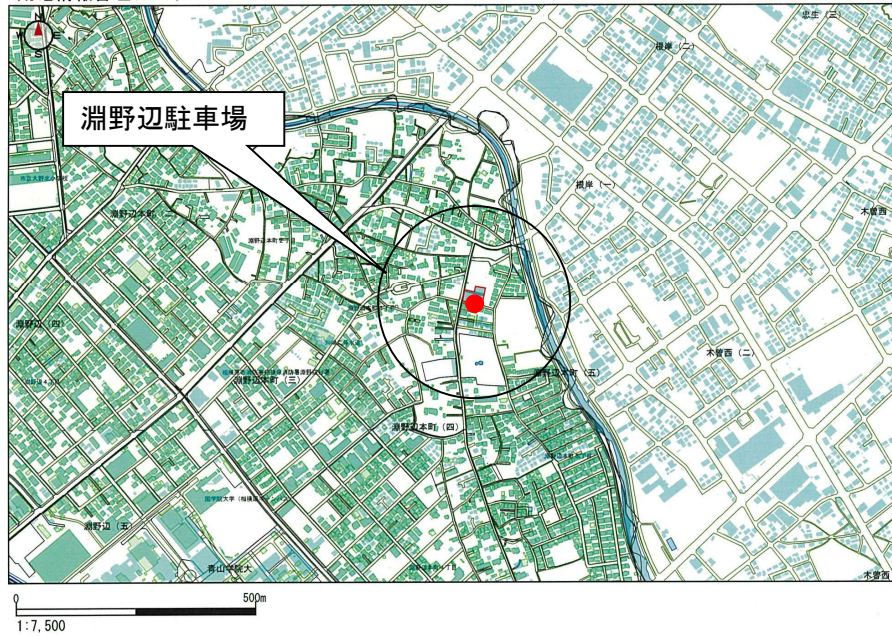 N
W E
S
忠生（三）
根岸（二）
淵野辺駐車場
根岸（一）
木曽西
淵野辺本町（二）
淵野辺（四）
木曽西（二）
淵野辺本町（三）
淵野辺本町（五）
淵野辺本町（四）
淵野辺（五）
青山学院大
木曽西
0 500m
1:7,500